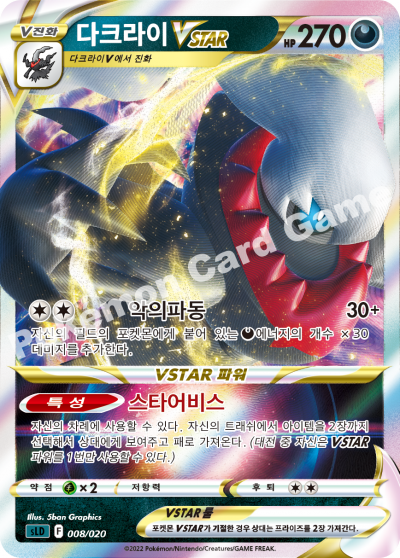 V진화
다크라이 VSTAR
HP 270
다크라이V에서 진화
Pokémon Card Game
악의파동 30+
자신의 필드의 포켓몬에게 붙어 있는 에너지의 개수 ×30
데미지를 추가한다.
VSTAR 파워
특성 스타어비스
자신의 차례에 사용할 수 있다. 자신의 트래쉬에서 아이템을 2장까지
선택해서 상대에게 보여주고 패로 가져온다. (대전 중 자신은 VSTAR
파워를 1번만 사용할 수 있다.)
약점 ×2 저항력 후퇴
Illus. 5ban Graphics
sLD F 008/020
VSTAR룰
포켓몬 VSTAR가 기절한 경우 상대는 프라이즈를 2장 가져간다.
©2022 Pokémon/Nintendo/Creatures/GAME FREAK.